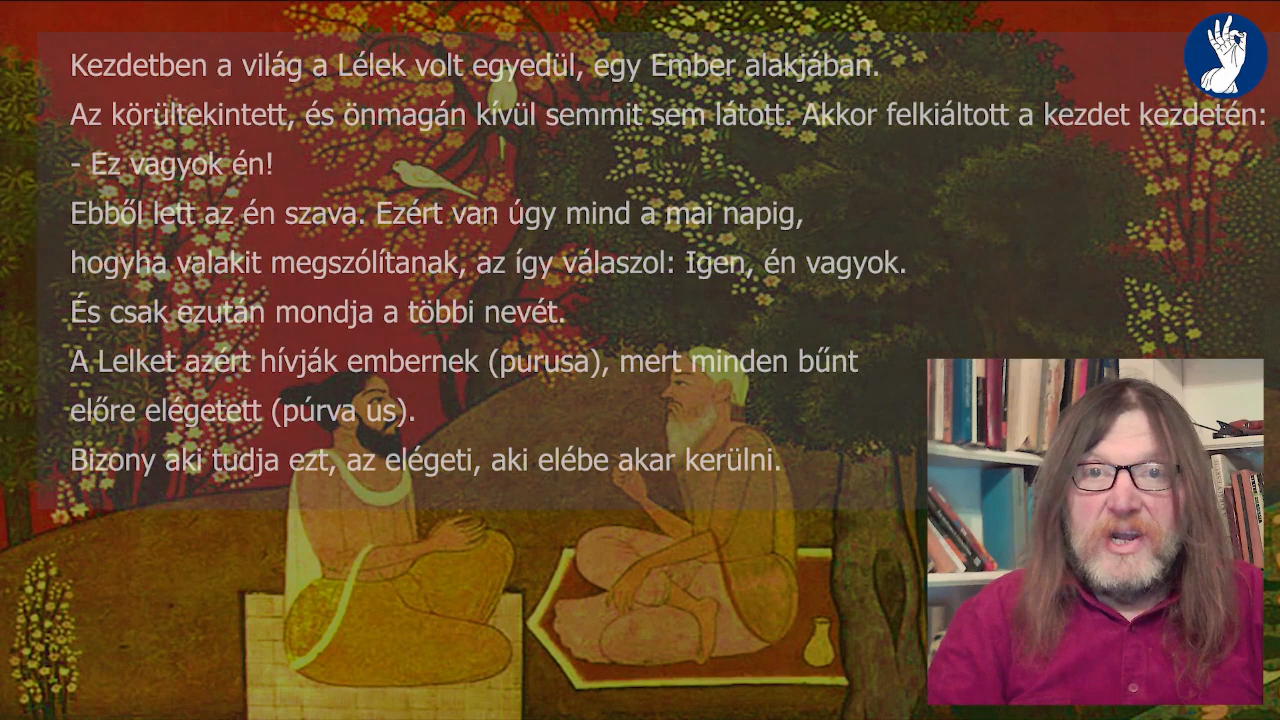 Kezdetben a világ a Lélek volt egyedül, egy Ember alakjában.
Az körültekintett, és önmagán kívül semmit sem látott. Akkor felkiáltott a kezdet kezdetén:
- Ez vagyok én!
Ebből lett az én szava. Ezért van úgy mind a mai napig,
hogyha valakit megszólítanak, az így válaszol: Igen, én vagyok.
És csak ezután mondja a többi nevét.
A Lelket azért hívják embernek (purusa), mert minden bűnt
előre elégetett (púrva us).
Bizony aki tudja ezt, az elégeti, aki elébe akar kerülni.